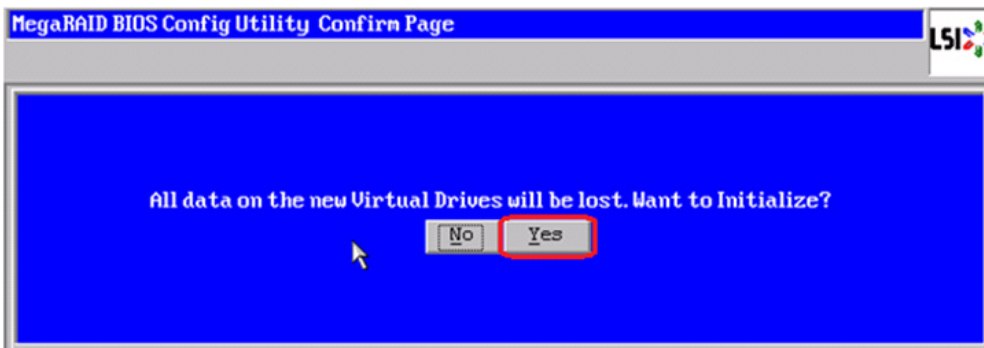 MegaRAID BIOS Config Utility Confirm Page
LSI
All data on the new Virtual Drives will be lost. Want to Initialize?
No Yes